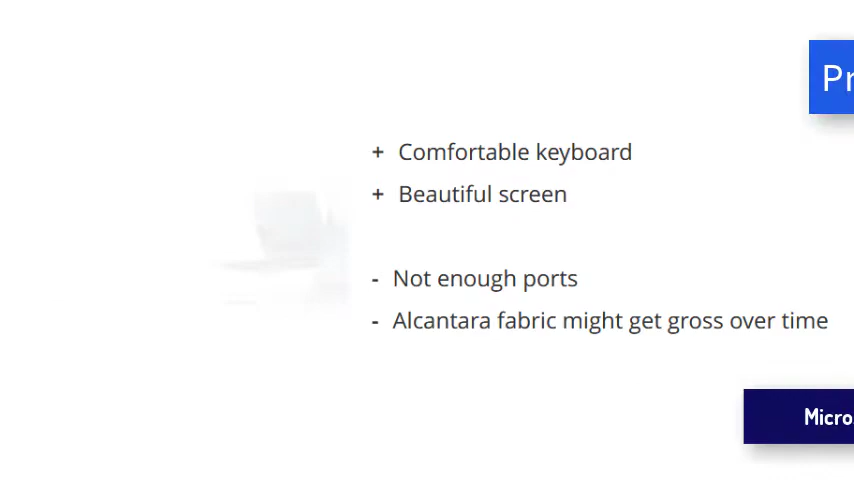 Pr
+ Comfortable keyboard
+ Beautiful screen
- Not enough ports
- Alcantara fabric might get gross over time
Micro